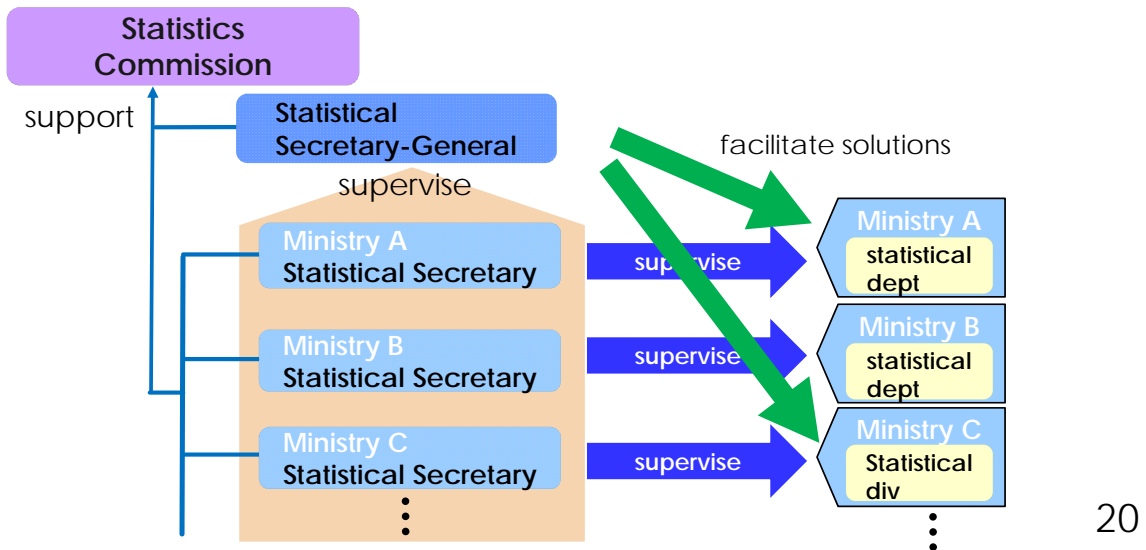 Statistics
Commission
support
Statistical
Secretary-General
facilitate solutions
supervise
Ministry A
Statistical Secretary
supervise
Ministry A
statistical
dept
Ministry B
Statistical Secretary
supervise
Ministry B
statistical
dept
Ministry C
Statistical Secretary
supervise
Ministry C
Statistical
div
20